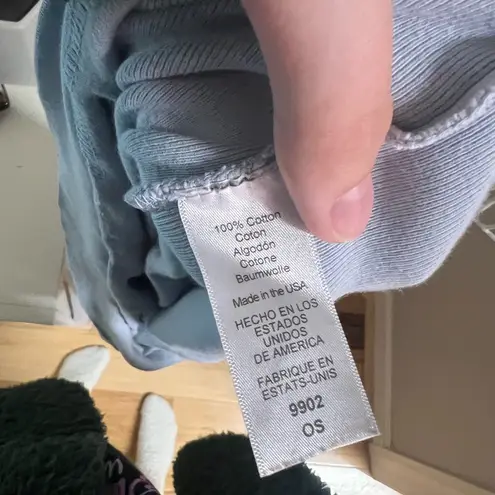 100% Cotton
Coton
Algodón
Cotone
Baumwolle
Made in the USA
HECHO EN LOS
ESTADOS
UNIDOS
DE AMERICA
FABRIQUE EN
ESTATS-UNIS
9902
OS